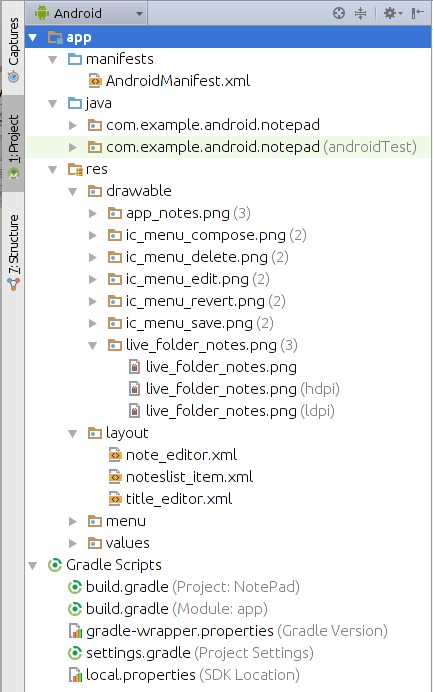 Android
Captures
1: Project
7: Structure
app
manifests
AndroidManifest.xml
java
com.example.android.notepad
com.example.android.notepad (androidTest)
res
drawable
app_notes.png (3)
ic_menu_compose.png (2)
ic_menu_delete.png (2)
ic_menu_edit.png (2)
ic_menu_revert.png (2)
ic_menu_save.png (2)
live_folder_notes.png (3)
live_folder_notes.png
live_folder_notes.png (hdpi)
live_folder_notes.png (ldpi)
layout
note_editor.xml
noteslist_item.xml
title_editor.xml
menu
values
Gradle Scripts
build.gradle (Project: NotePad)
build.gradle (Module: app)
gradle-wrapper.properties (Gradle Version)
settings.gradle (Project Settings)
local.properties (SDK Location)